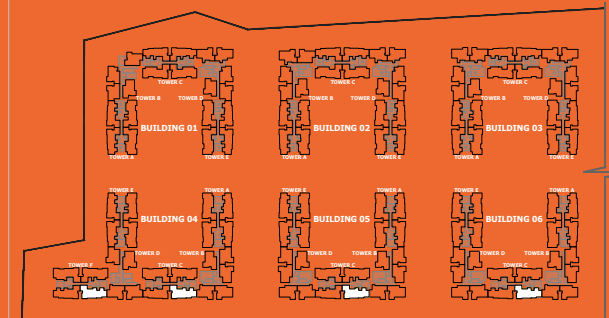 TOWER C TOWER C TOWER C
TOWER B TOWER D TOWER B TOWER D TOWER B TOWER D
BUILDING 01 BUILDING 02 BUILDING 03
TOWER A TOWER E TOWER A TOWER E TOWER A TOWER E
TOWER E TOWER A TOWER E TOWER A TOWER E TOWER A
BUILDING 04 BUILDING 05 BUILDING 06
TOWER D TOWER B TOWER D TOWER B TOWER D TOWER B
TOWER F TOWER C TOWER C TOWER C